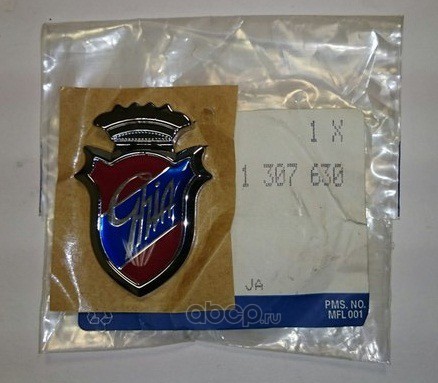 1 X
1 307 630
Ghia
JA
PMS. NO.
MFL 001
abcp.ru